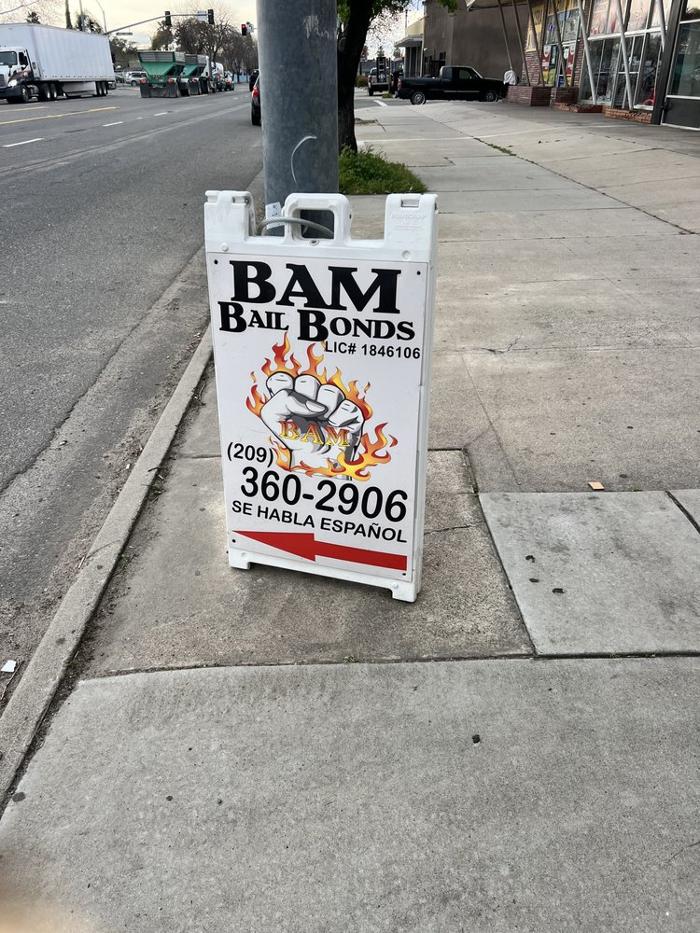 BAM
BAIL BONDS
LIC# 1846106
BAM
(209)
360-2906
SE HABLA ESPAÑOL